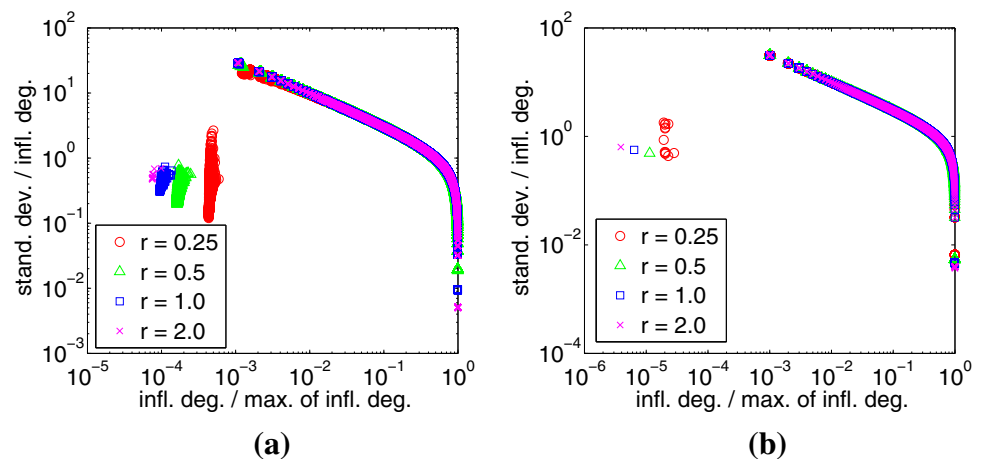 10^2
10^1
10^0
10^-1
10^-2
10^-3
stand. dev. / infl. deg.
r = 0.25
r = 0.5
r = 1.0
r = 2.0
10^-5 10^-4 10^-3 10^-2 10^-1 10^0
infl. deg. / max. of infl. deg.
(a)
10^2
10^0
10^-2
10^-4
stand. dev. / infl. deg.
r = 0.25
r = 0.5
r = 1.0
r = 2.0
10^-6 10^-5 10^-4 10^-3 10^-2 10^-1 10^0
infl. deg. / max. of infl. deg.
(b)